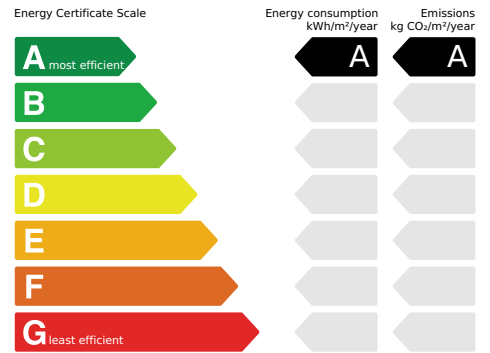 Energy Certificate Scale
Energy consumption
kWh/m²/year
Emissions
kg CO₂/m²/year
A most efficient
A
A
B
C
D
E
F
G least efficient